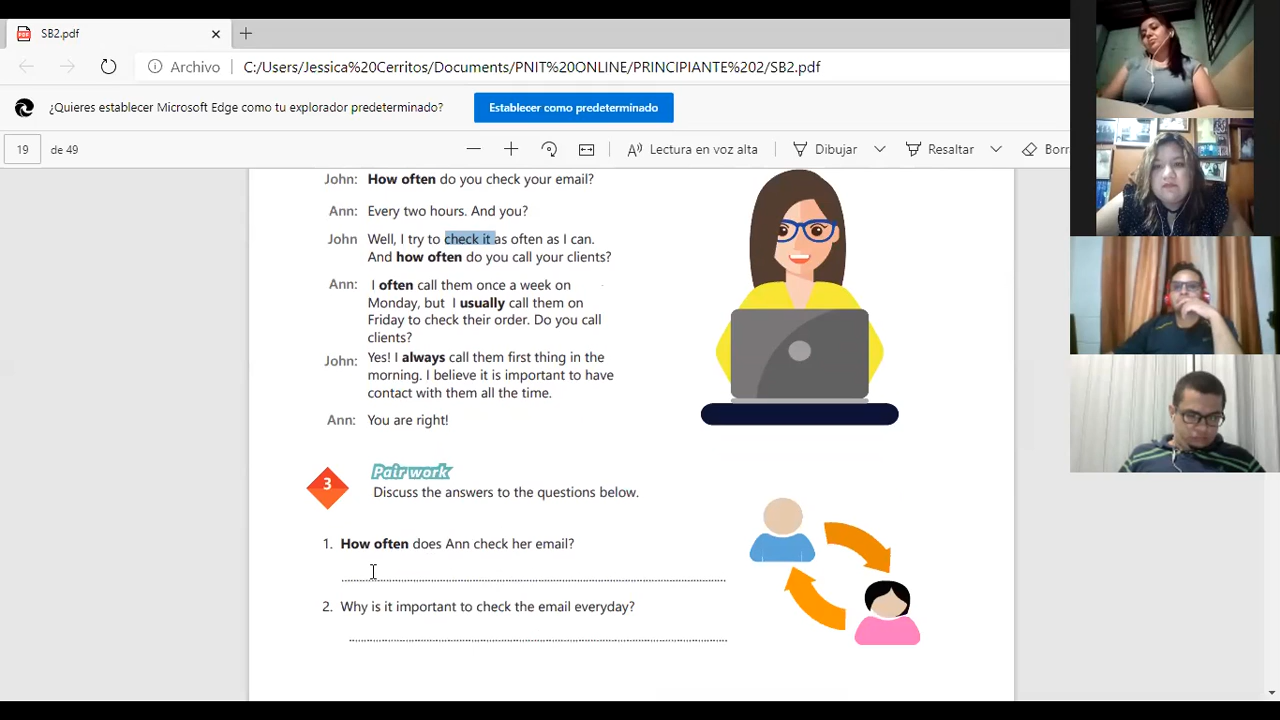 SB2.pdf
Archivo C:/Users/Jessica%20Cerritos/Documents/PNIT%20ONLINE/PRINCIPIANTE%202/SB2.pdf
¿Quieres establecer Microsoft Edge como tu explorador predeterminado? Establecer como predeterminado
19 de 49 Lectura en voz alta Dibujar Resaltar Bor
John: How often do you check your email?
Ann: Every two hours. And you?
John Well, I try to check it as often as I can.
And how often do you call your clients?
Ann: I often call them once a week on
Monday, but I usually call them on
Friday to check their order. Do you call
clients?
John: Yes! I always call them first thing in the
morning. I believe it is important to have
contact with them all the time.
Ann: You are right!
3 Pair work
Discuss the answers to the questions below.
1. How often does Ann check her email?
2. Why is it important to check the email everyday?